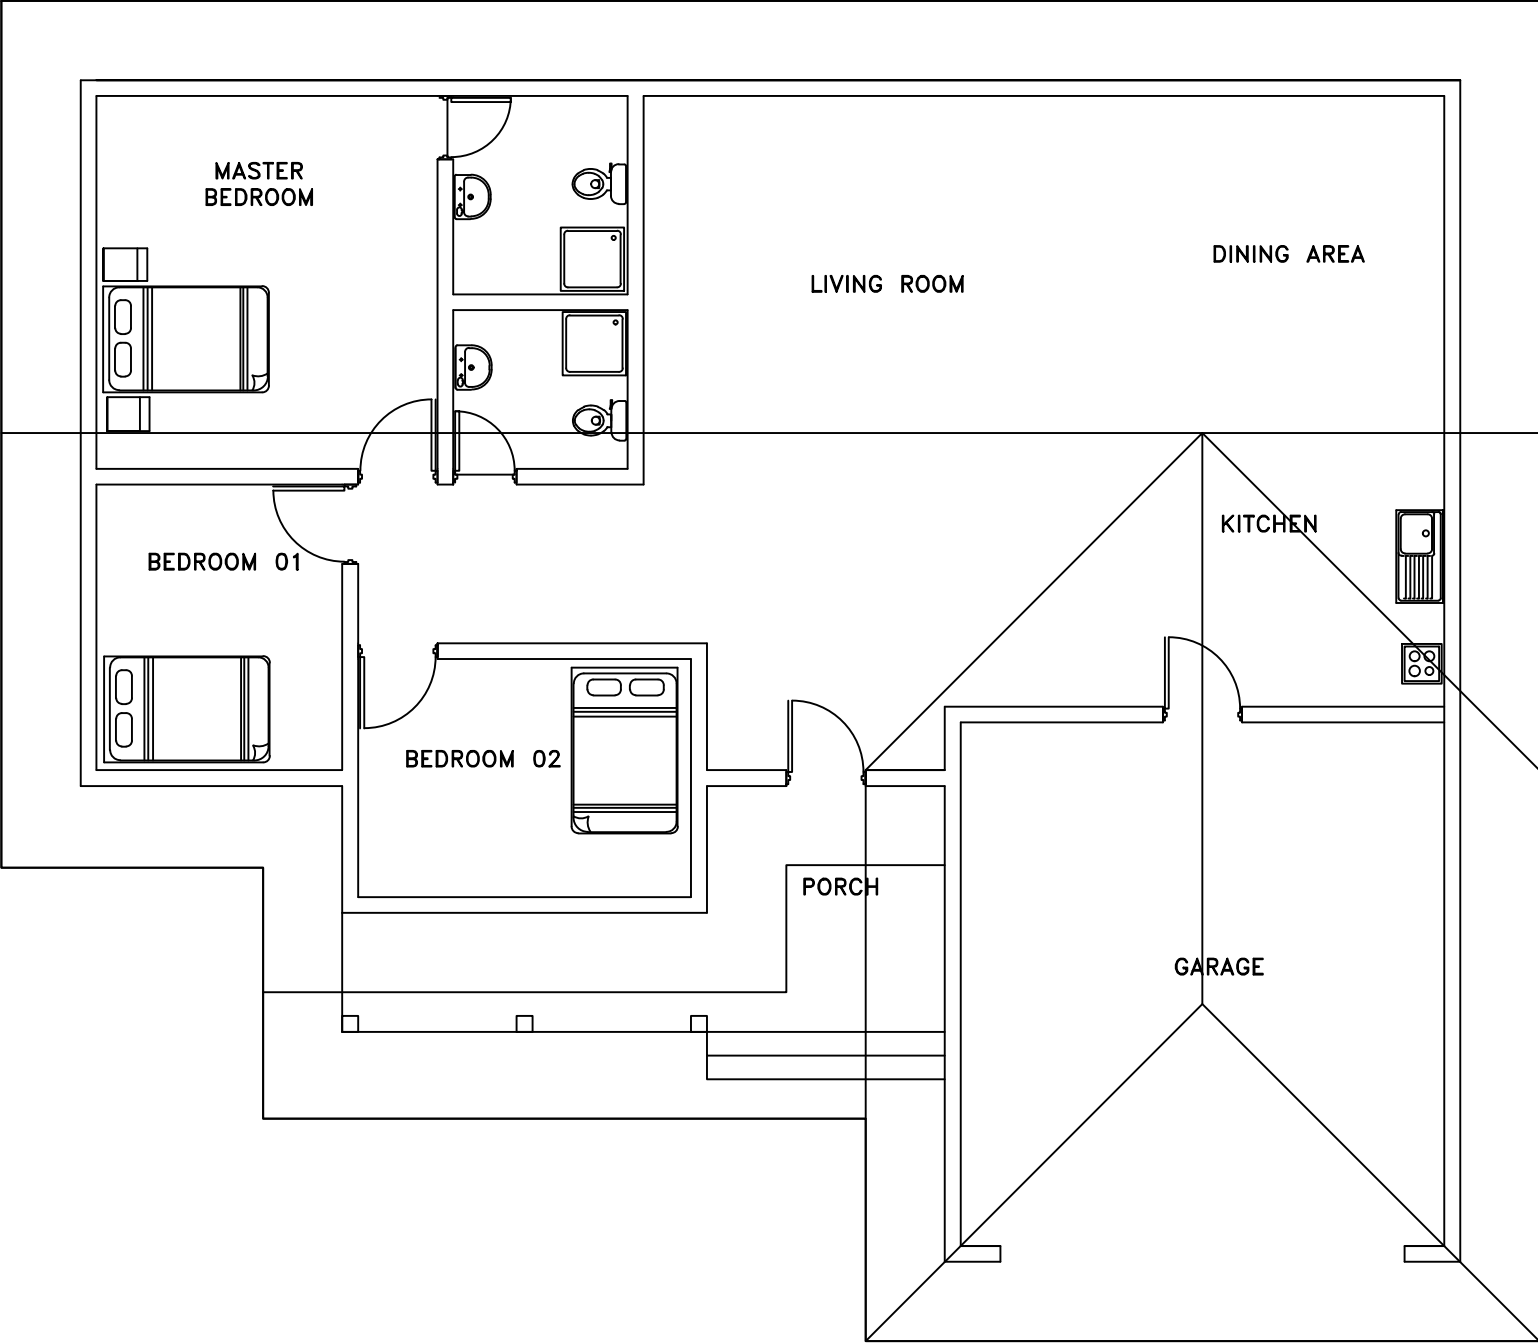 MASTER
BEDROOM
LIVING ROOM
DINING AREA
KITCHEN
BEDROOM 01
BEDROOM 02
PORCH
GARAGE